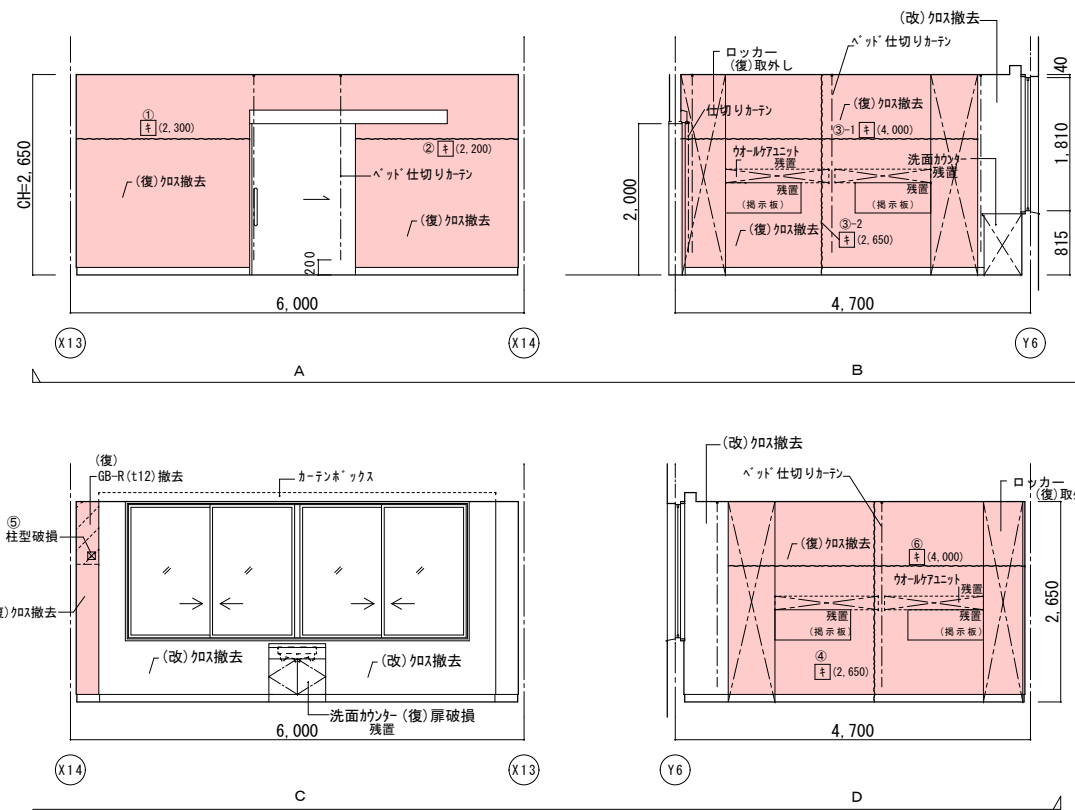 ①
キ (2,300)
② キ (2,200)
(復)クロス撤去
ベッド仕切りカーテン
(復)クロス撤去
CH=2,650
200
6,000
X13
X14
A
(改)クロス撤去
ベッド仕切りカーテン
ロッカー
(復)取外し
仕切りカーテン
(復)クロス撤去
③-1 キ (4,000)
ウオールケアユニット
残置
洗面カウンター
残置
残置
(掲示板)
残置
(掲示板)
(復)クロス撤去
③-2
キ (2,650)
2,000
40
1,810
815
4,700
Y6
B
(復)
GB-R(t12)撤去
カーテンボックス
⑤
柱型破損
)クロス撤去
(改)クロス撤去
(改)クロス撤去
洗面カウンター (復)扉破損
残置
6,000
X14
X13
C
(改)クロス撤去
ベッド仕切りカーテン
ロッカー
(復)取
(復)クロス撤去
⑥
キ (4,000)
ウオールケアユニット
残置
残置
(掲示板)
残置
(掲示板)
④
キ (2,650)
2,650
4,700
Y6
D